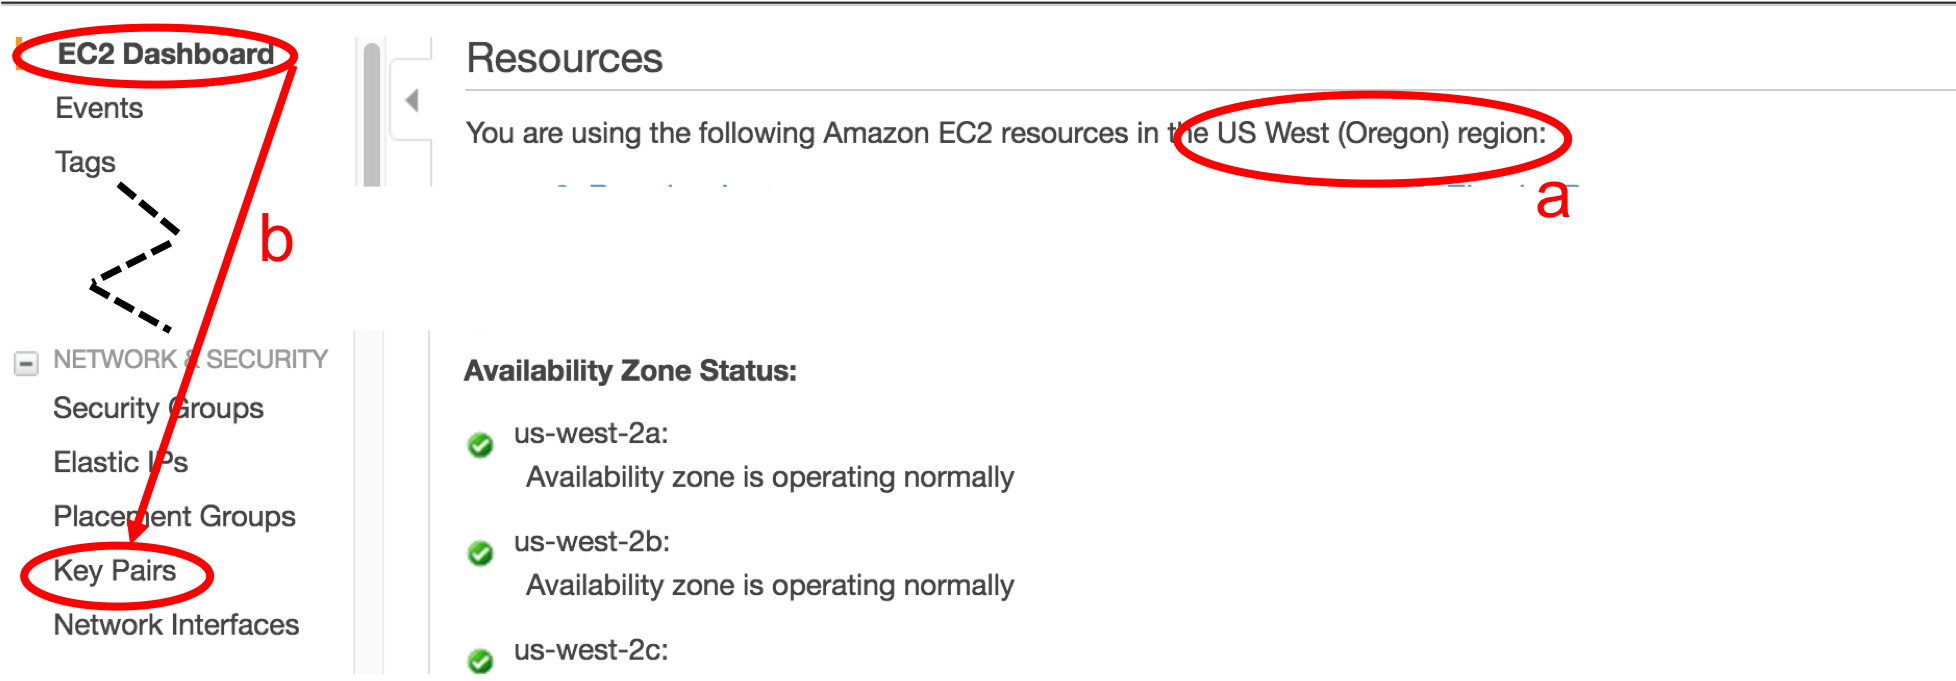 EC2 Dashboard
Events
Tags
b
NETWORK & SECURITY
Security Groups
Elastic IPs
Placement Groups
Key Pairs
Network Interfaces
Resources
You are using the following Amazon EC2 resources in the US West (Oregon) region:
a
Availability Zone Status:
us-west-2a:
Availability zone is operating normally
us-west-2b:
Availability zone is operating normally
us-west-2c: